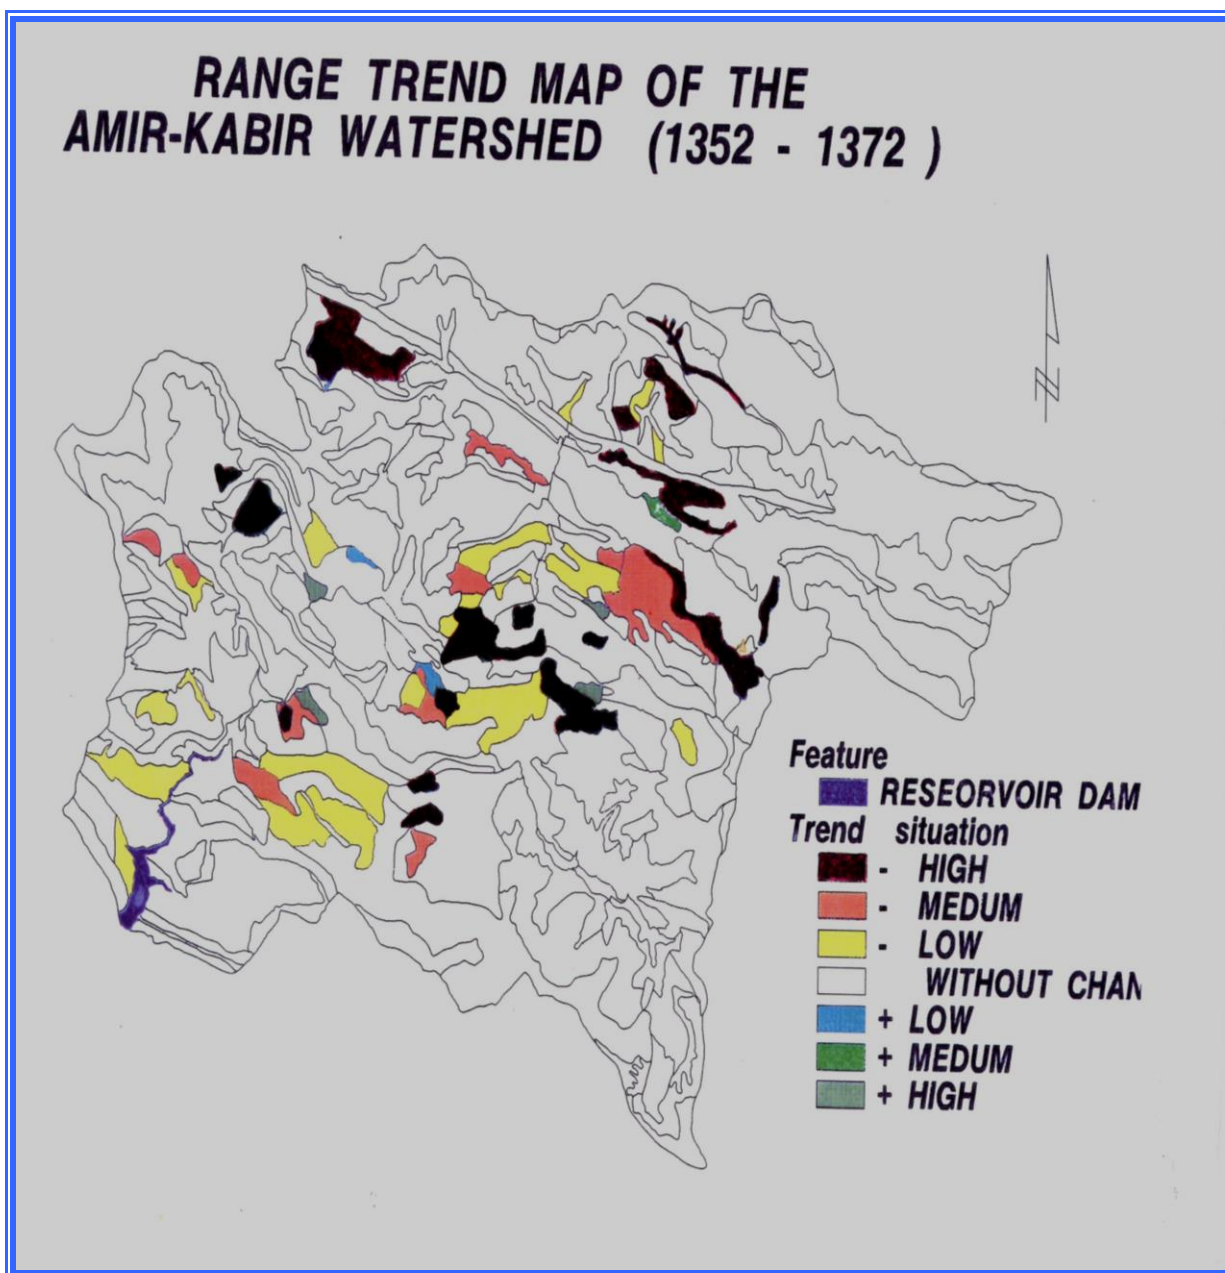 RANGE TREND MAP OF THE
AMIR-KABIR WATERSHED (1352 - 1372 )
N
Feature
RESEORVOIR DAM
Trend situation
- HIGH
- MEDUM
- LOW
WITHOUT CHAN
+ LOW
+ MEDUM
+ HIGH